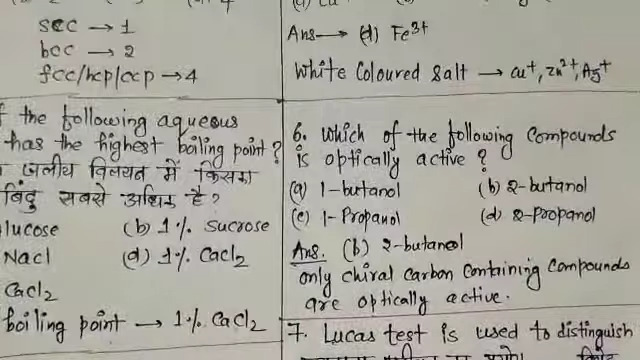 scc → 1
bcc → 2
fcc/hcp/ccp → 4
the following aqueous
has the highest boiling point?
जलीय विलयन में किसका
बिंदु सबसे अधिक है?
lucose (b) 1% sucrose
Nacl (d) 1% Cacl2
Cacl2
boiling point → 1% CaCl2
Ans → (d) Fe3+
White Coloured Salt → cu+, Zn2+, Ag+
6. Which of the following Compounds
is optically active?
(a) 1-butanol (b) 2-butanol
(c) 1-Propanol (d) 2-Propanol
Ans. (b) 2-butanol
only chiral carbon Containing Compounds
are optically active.
7. Lucas test is used to distinguish